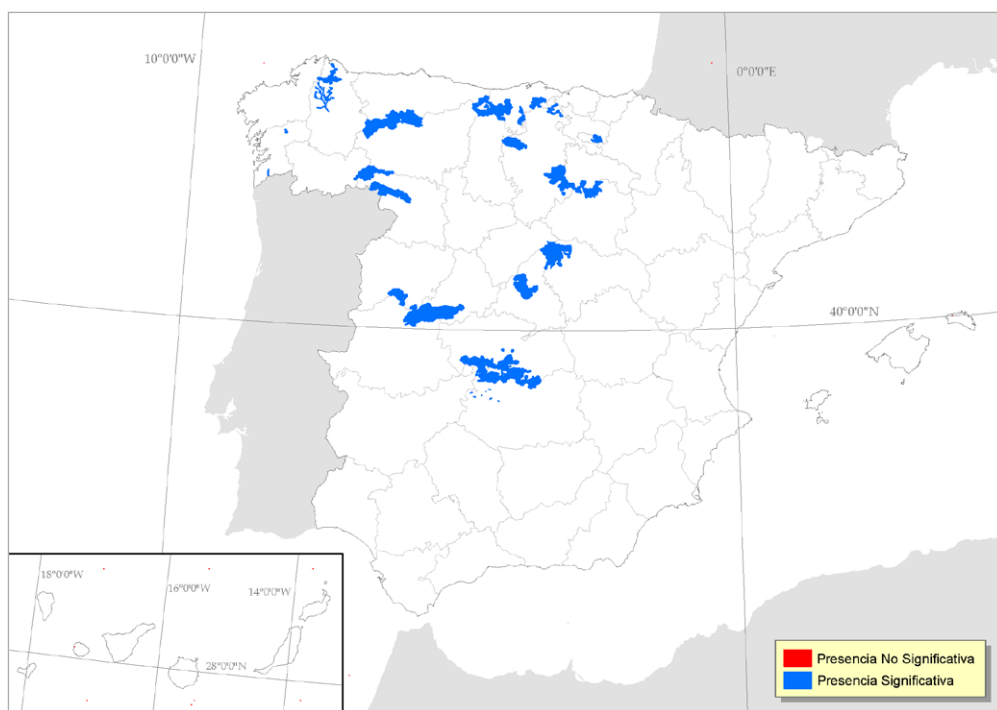 10°0'0"W
0°0'0"E
40°0'0"N
18°0'0"W
16°0'0"W
14°0'0"W
28°0'0"N
Presencia No Significativa
Presencia Significativa